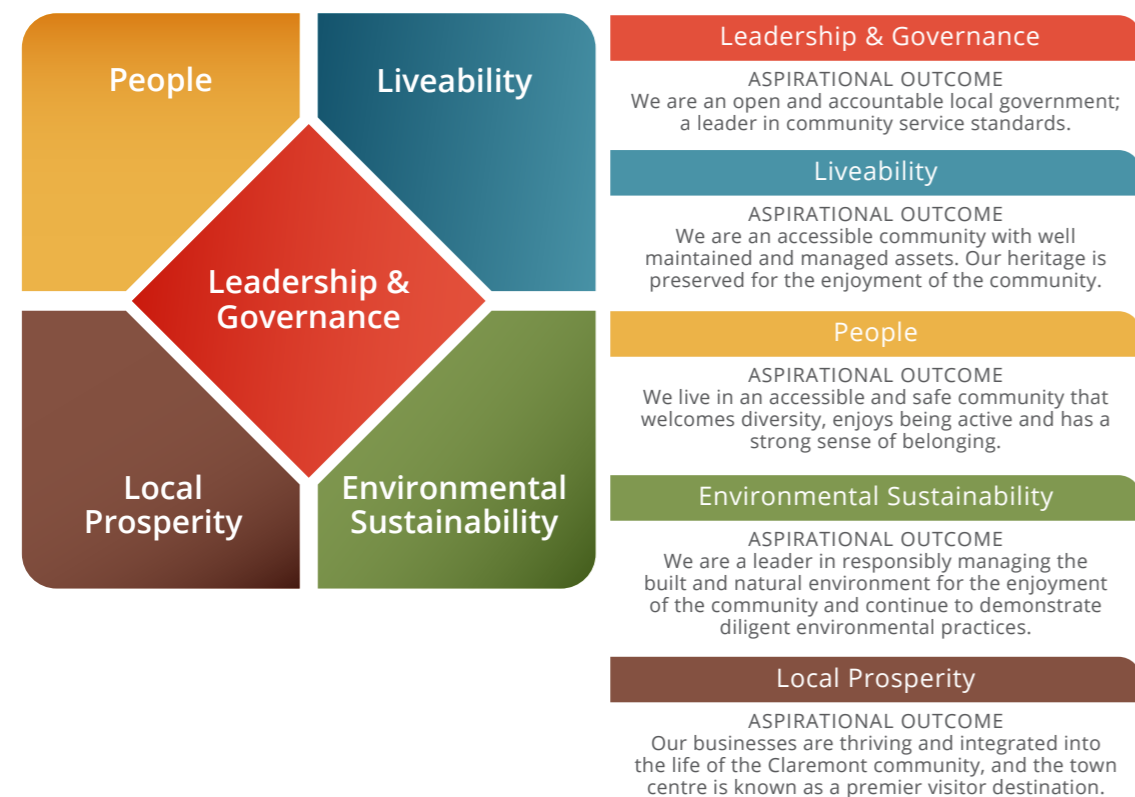 People
Liveability
Leadership &
Governance
Local
Prosperity
Environmental
Sustainability
Leadership & Governance
ASPIRATIONAL OUTCOME
We are an open and accountable local government;
a leader in community service standards.
Liveability
ASPIRATIONAL OUTCOME
We are an accessible community with well
maintained and managed assets. Our heritage is
preserved for the enjoyment of the community.
People
ASPIRATIONAL OUTCOME
We live in an accessible and safe community that
welcomes diversity, enjoys being active and has a
strong sense of belonging.
Environmental Sustainability
ASPIRATIONAL OUTCOME
We are a leader in responsibly managing the
built and natural environment for the enjoyment
of the community and continue to demonstrate
diligent environmental practices.
Local Prosperity
ASPIRATIONAL OUTCOME
Our businesses are thriving and integrated into
the life of the Claremont community, and the town
centre is known as a premier visitor destination.